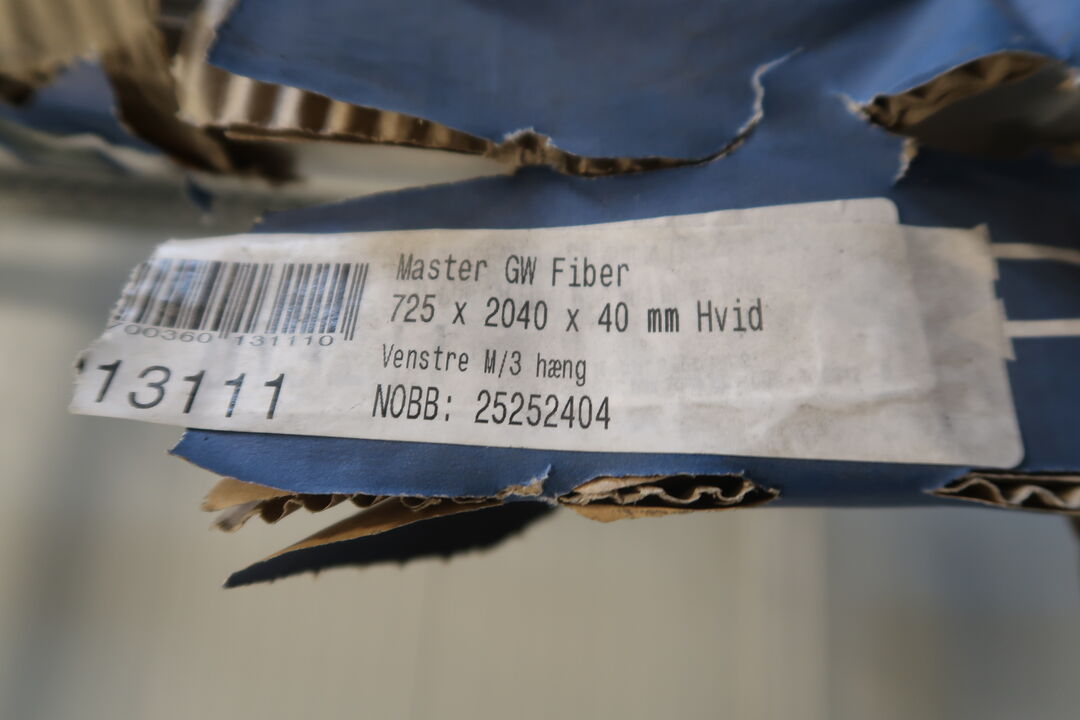 Master GW Fiber
725 x 2040 x 40 mm Hvid
Venstre M/3 hæng
NOBB: 25252404
700360 131110
13111